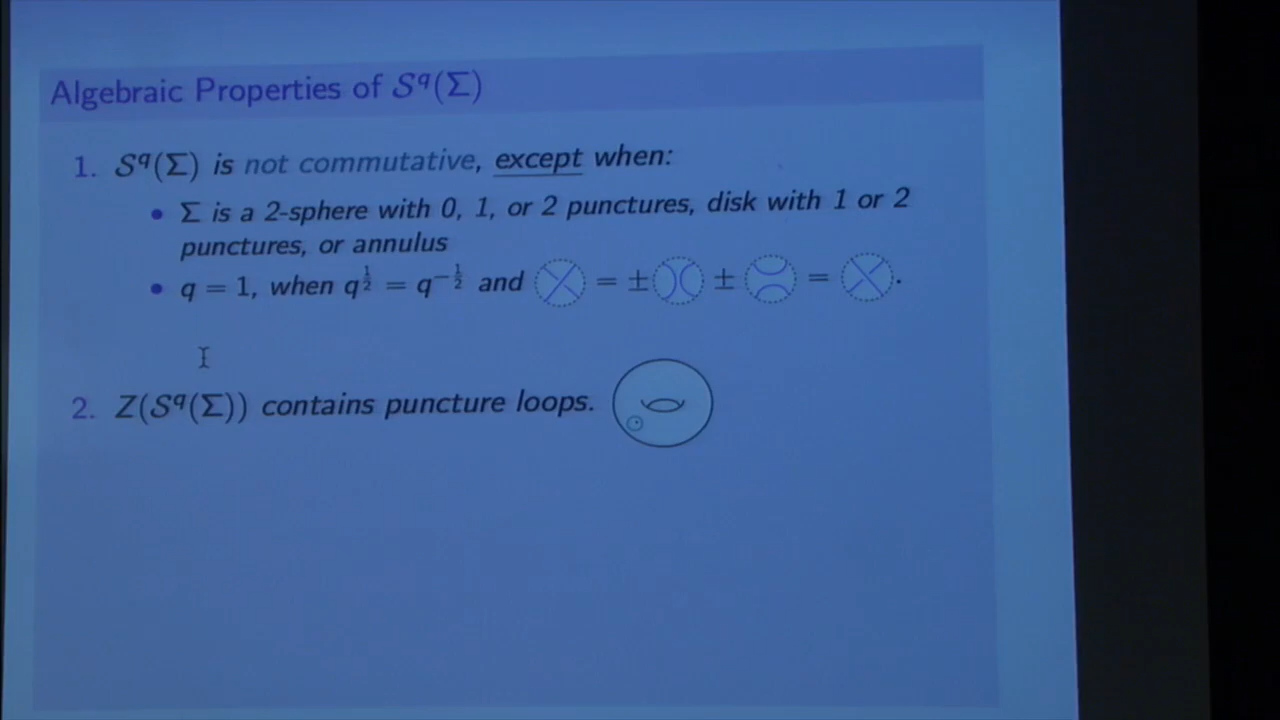 Algebraic Properties of 𝒮^q(Σ)
1. 𝒮^q(Σ) is not commutative, except when:
• Σ is a 2-sphere with 0, 1, or 2 punctures, disk with 1 or 2
punctures, or annulus
• q = 1, when q^{1/2} = q^{-1/2} and = ± ± = .
2. Z(𝒮^q(Σ)) contains puncture loops.